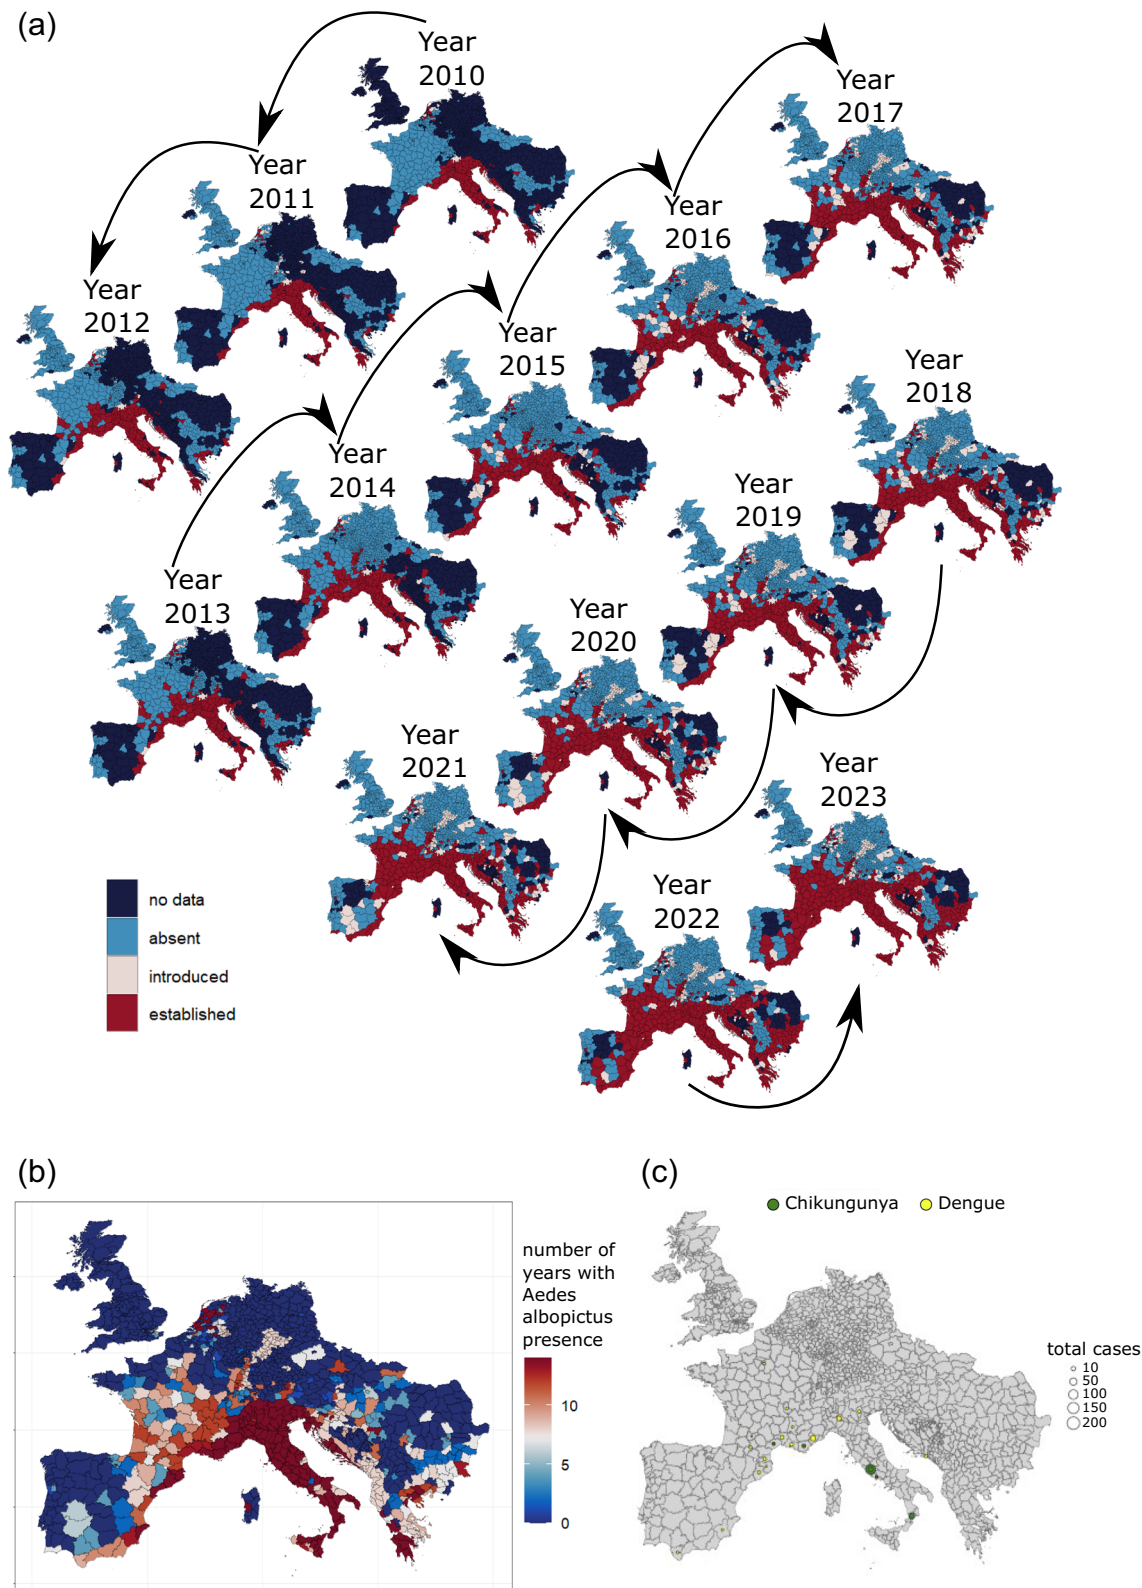 (a)
Year
2010
Year
2017
Year
2011
Year
2016
Year
2012
Year
2015
Year
2018
Year
2014
Year
2019
Year
2013
Year
2020
Year
2021
Year
2023
Year
2022
no data
absent
introduced
established
(b)
number of
years with
Aedes
albopictus
presence
10
5
0
(c)
Chikungunya
Dengue
total cases
10
50
100
150
200